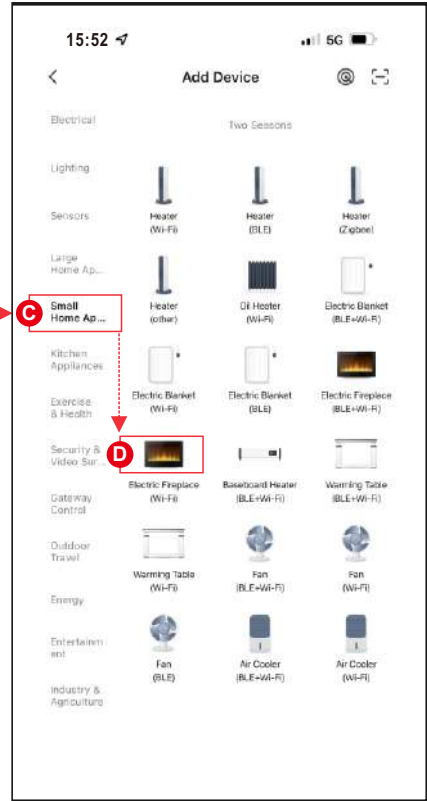 15:52
5G
Add Device
Electrical
Two Seasons
Lighting
Sensors
Heater
(Wi-Fi)
Heater
(BLE)
Heater
(Zigbee)
Large
Home Ap...
C
Small
Home Ap...
Heater
(other)
Oil Heater
(Wi-Fi)
Electric Blanket
(BLE+Wi-Fi)
Kitchen
Appliances
Exercise
& Health
Electric Blanket
(Wi-Fi)
Electric Blanket
(BLE)
Electric Fireplace
(BLE+Wi-Fi)
Security &
Video Sur...
D
Gateway
Control
Electric Fireplace
(Wi-Fi)
Baseboard Heater
(BLE+Wi-Fi)
Warming Table
(BLE+Wi-Fi)
Outdoor
Travel
Energy
Warming Table
(Wi-Fi)
Fan
(BLE+Wi-Fi)
Fan
(Wi-Fi)
Entertainm
ent
Fan
(BLE)
Air Cooler
(BLE+Wi-Fi)
Air Cooler
(Wi-Fi)
Industry &
Agriculture